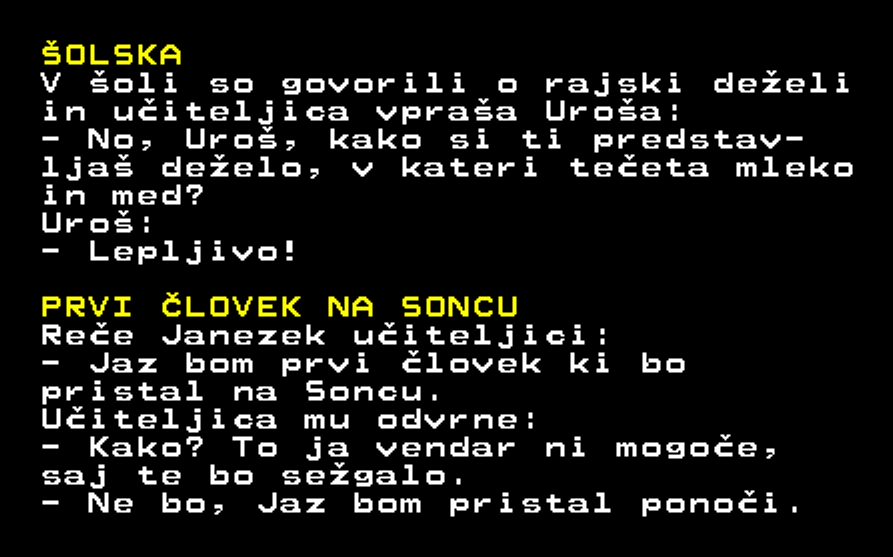 ŠOLSKA
V šoli so govorili o rajski deželi
in učiteljica vpraša Uroša:
- No, Uroš, kako si ti predstav-
ljaš deželo, v kateri tečeta mleko
in med?
Uroš:
- Lepljivo!
PRVI ČLOVEK NA SONCU
Reče Janezek učiteljici:
- Jaz bom prvi človek ki bo
pristal na Soncu.
Učiteljica mu odvrne:
- Kako? To ja vendar ni mogoče,
saj te bo sežgalo.
- Ne bo, Jaz bom pristal ponoči.